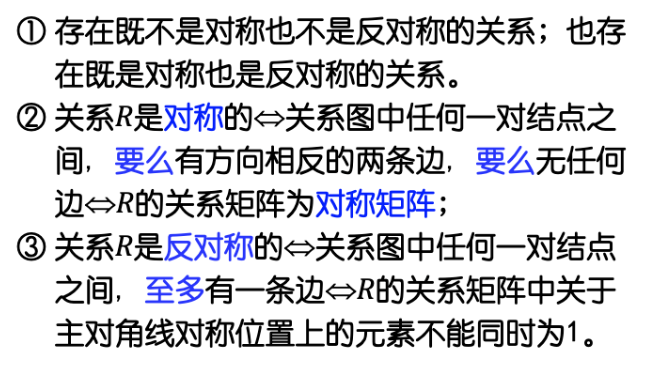 ① 存在既不是对称也不是反对称的关系；也存
在既是对称也是反对称的关系。
② 关系R是对称的⇔关系图中任何一对结点之
间，要么有方向相反的两条边，要么无任何
边⇔R的关系矩阵为对称矩阵；
③ 关系R是反对称的⇔关系图中任何一对结点
之间，至多有一条边⇔R的关系矩阵中关于
主对角线对称位置上的元素不能同时为1。